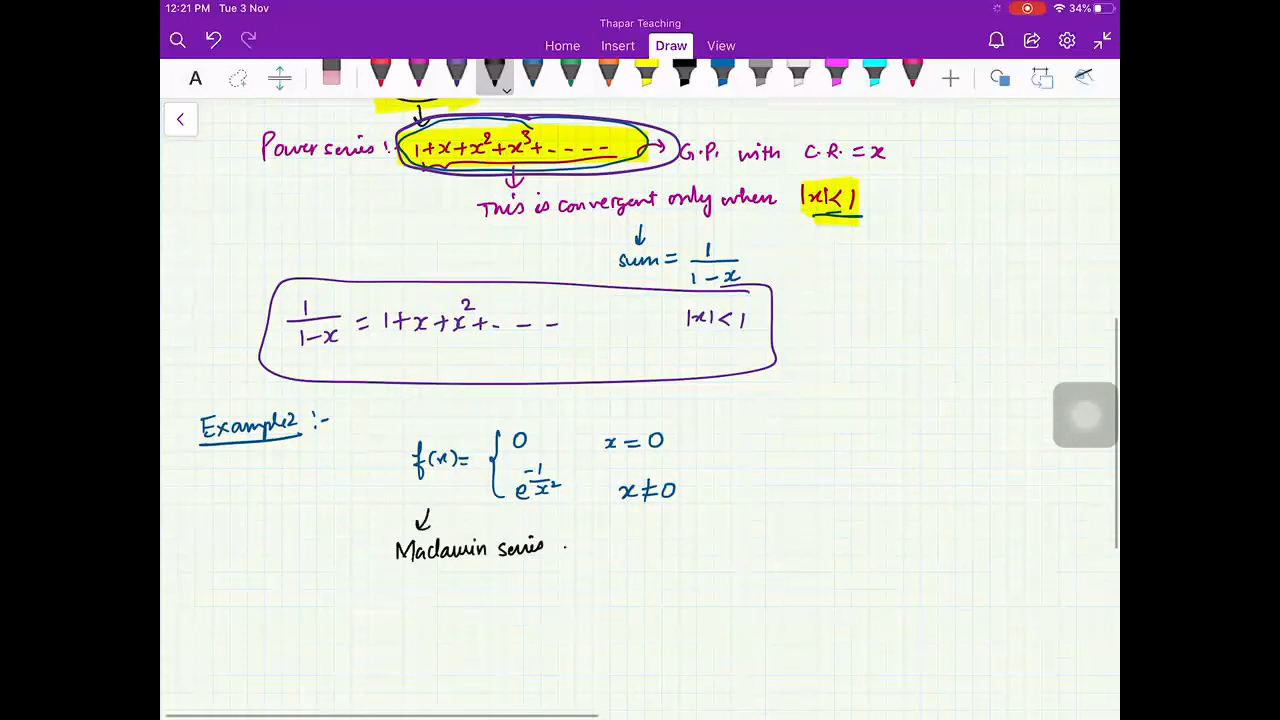 12:21 PM Tue 3 Nov
34%
Thapar Teaching
Home Insert Draw View
A
Power series :- 1+x+x²+x³+---- → G.P. with C.R. = x
This is convergent only when |x|<1
sum = 1/(1-x)
1/(1-x) = 1+x+x²+--- |x|<1
Example2 :-
f(x)= { 0 x=0
e^(-1/x²) x≠0
Maclaurin series .